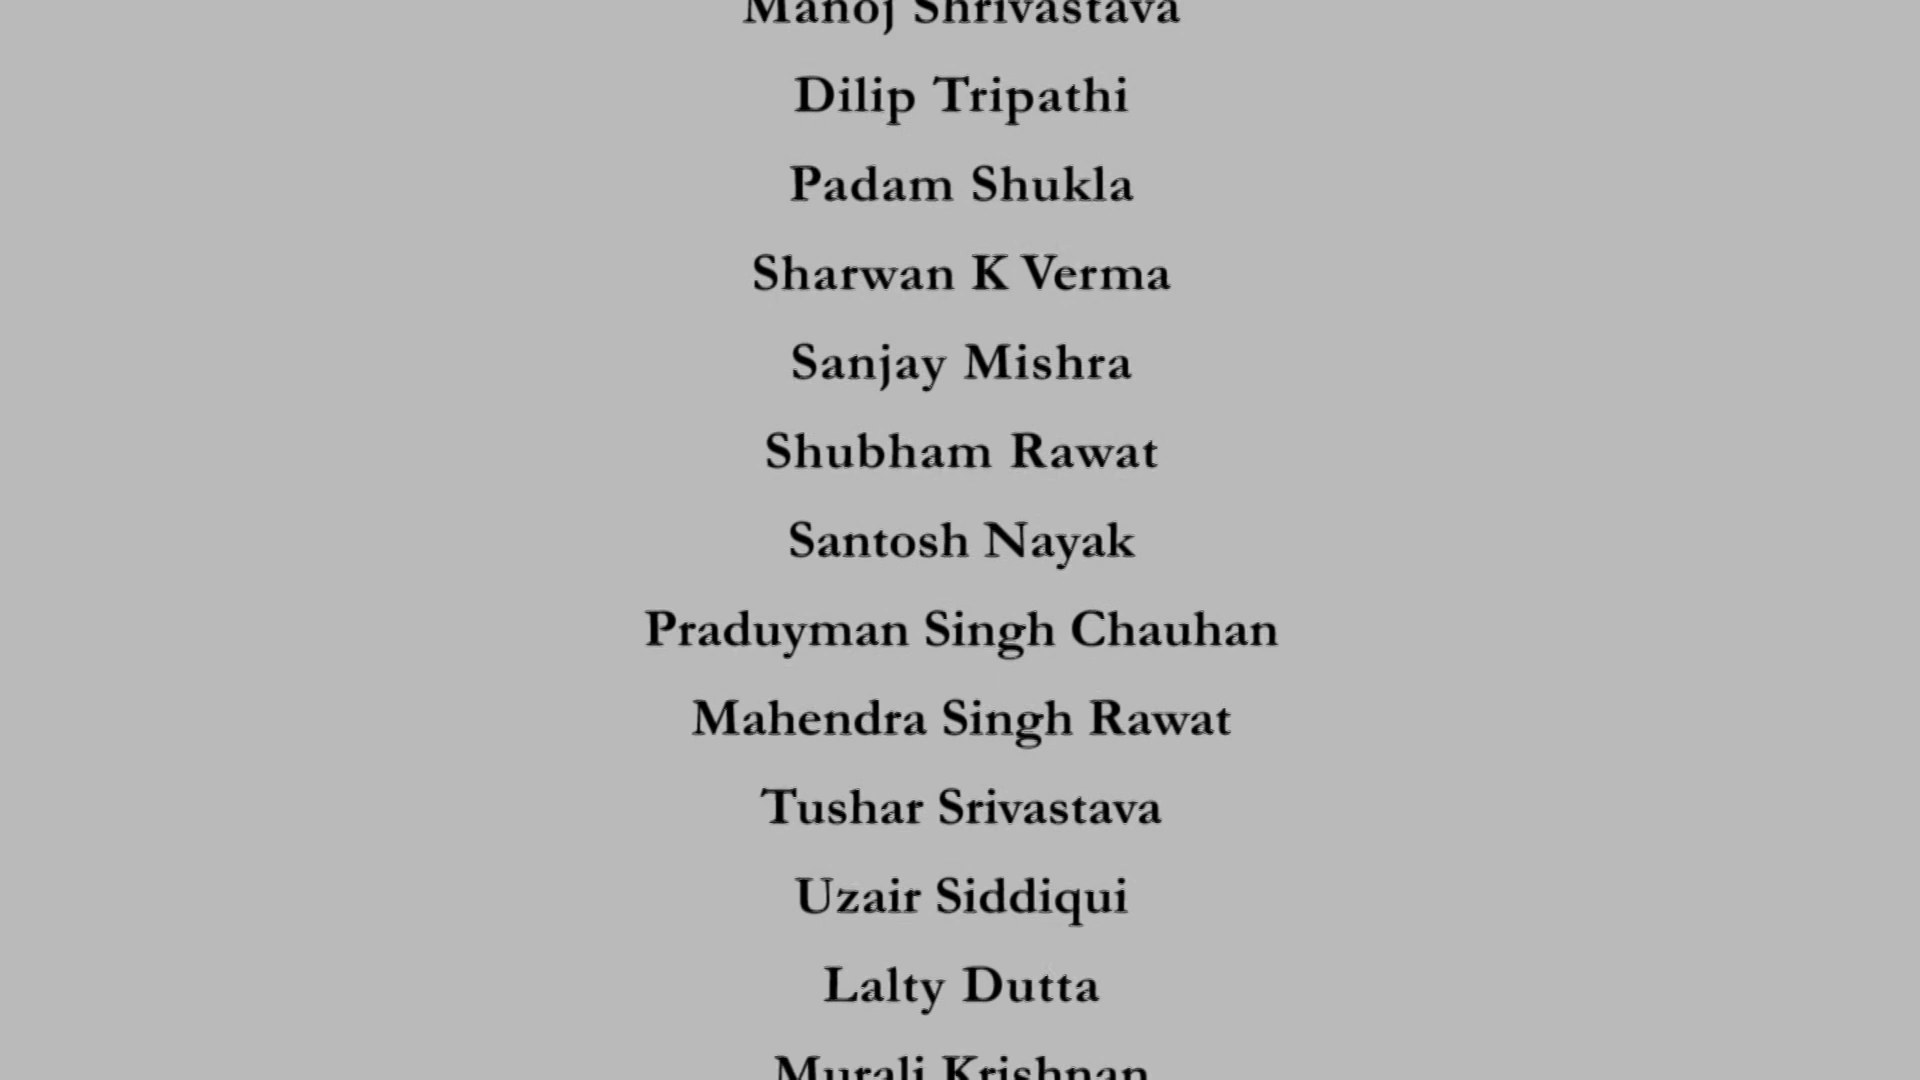 Manoj Shrivastava
Dilip Tripathi
Padam Shukla
Sharwan K Verma
Sanjay Mishra
Shubham Rawat
Santosh Nayak
Praduyman Singh Chauhan
Mahendra Singh Rawat
Tushar Srivastava
Uzair Siddiqui
Lalty Dutta
Murali Krishnan